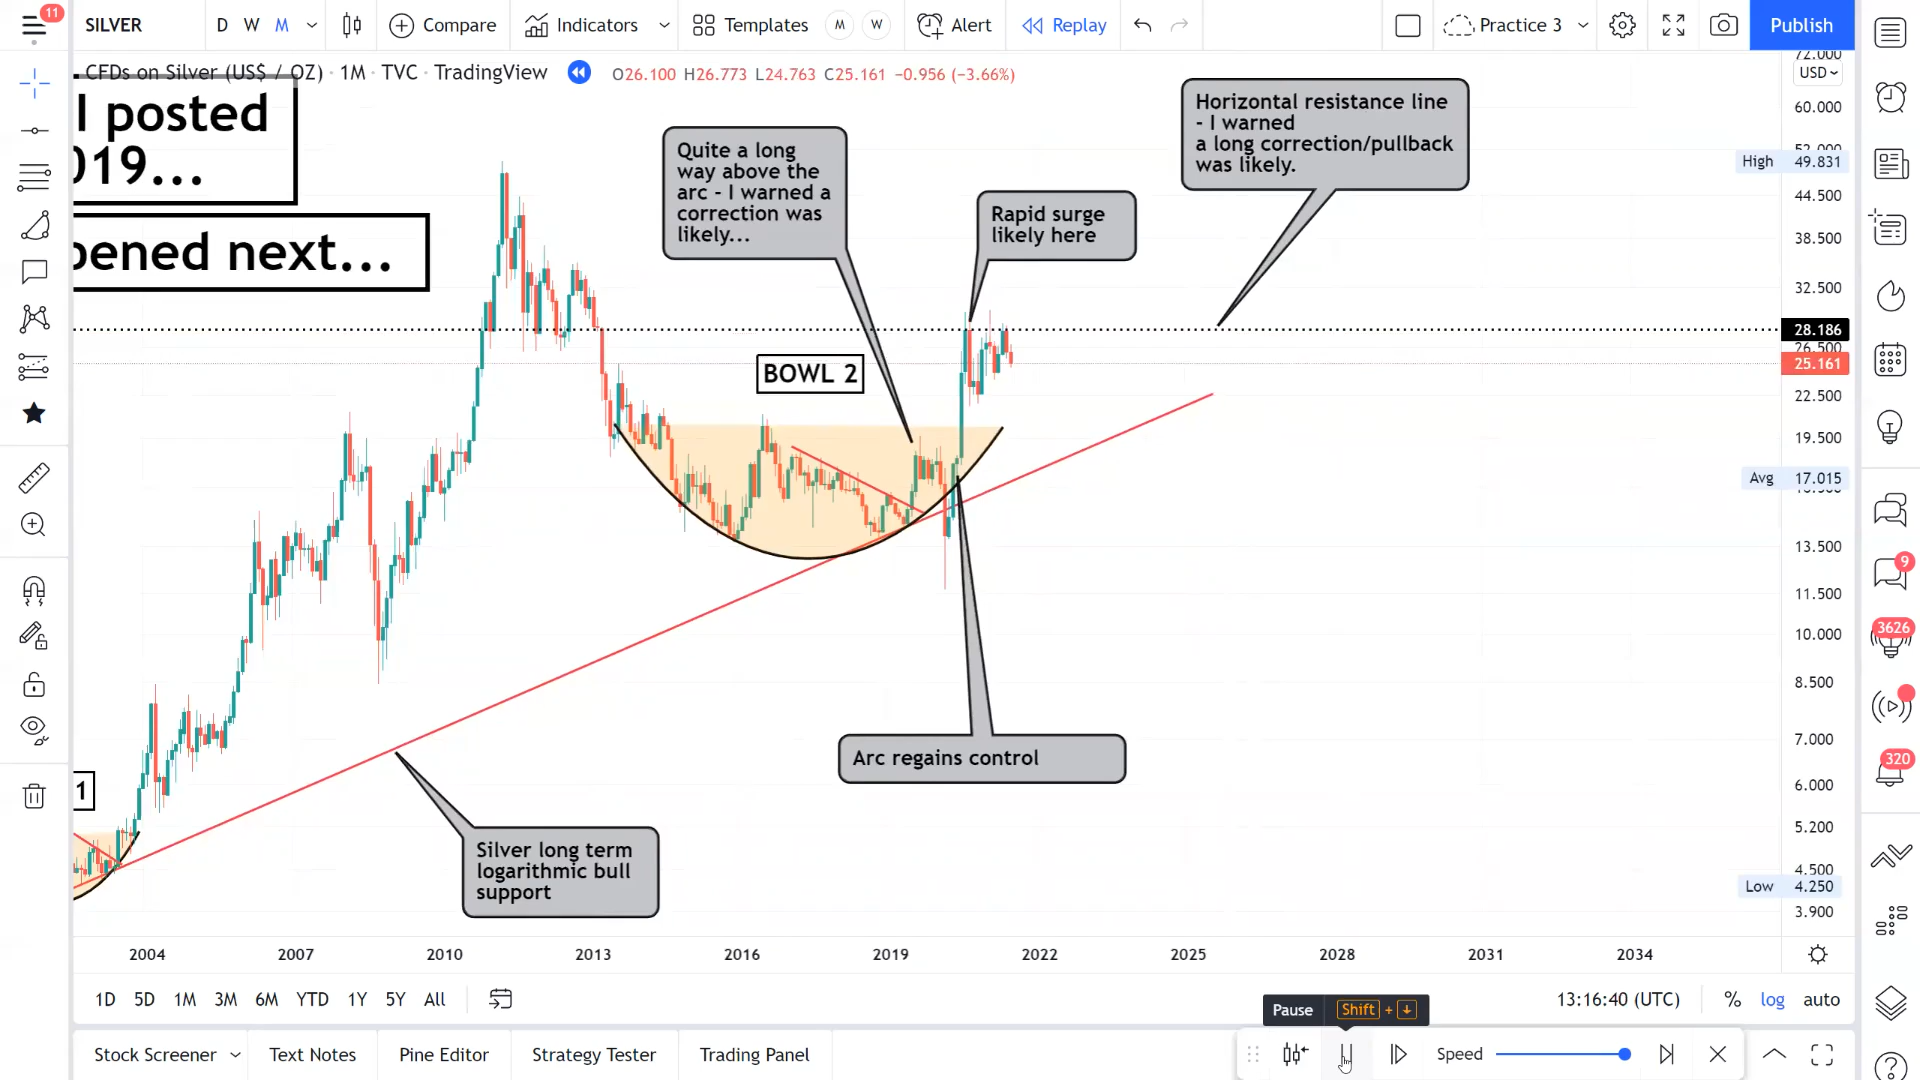 11
SILVER
D W M
Compare
Indicators
Templates
M
W
Alert
Replay
Practice 3
Publish
CFDs on Silver (US$ / OZ) · 1M · TVC · TradingView
O26.100 H26.773 L24.763 C25.161 −0.956 (−3.66%)
I posted
019...
pened next...
Quite a long
way above the
arc - I warned a
correction was
likely...
Rapid surge
likely here
Horizontal resistance line
- I warned
a long correction/pullback
was likely.
BOWL 2
Arc regains control
Silver long term
logarithmic bull
support
1
72.000
USD
60.000
52.000
High 49.831
44.500
38.500
32.500
28.186
26.500
25.161
22.500
19.500
Avg 17.015
13.500
11.500
10.000
8.500
7.000
6.000
5.200
4.500
Low 4.250
3.900
2004 2007 2010 2013 2016 2019 2022 2025 2028 2031 2034
1D 5D 1M 3M 6M YTD 1Y 5Y All
13:16:40 (UTC)
% log auto
Pause Shift + ↓
Stock Screener
Text Notes
Pine Editor
Strategy Tester
Trading Panel
Speed
9
3626
320